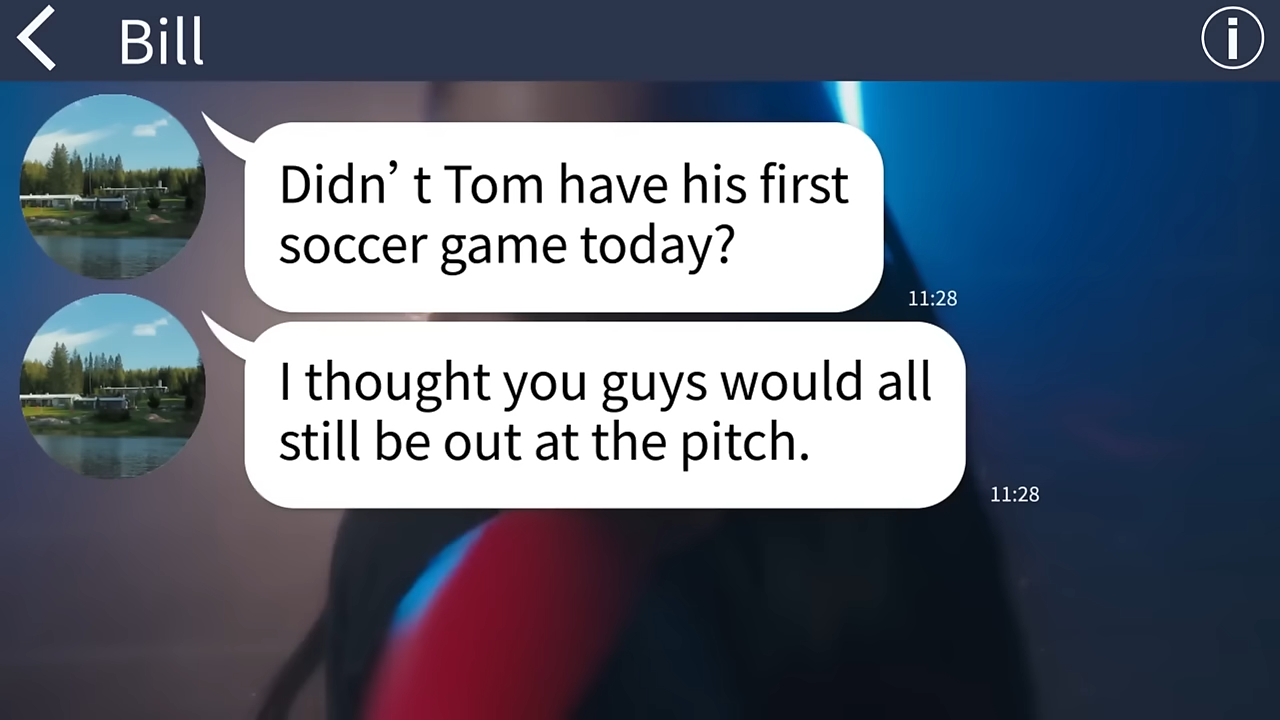 Bill
Didn’ t Tom have his first
soccer game today?
11:28
I thought you guys would all
still be out at the pitch.
11:28